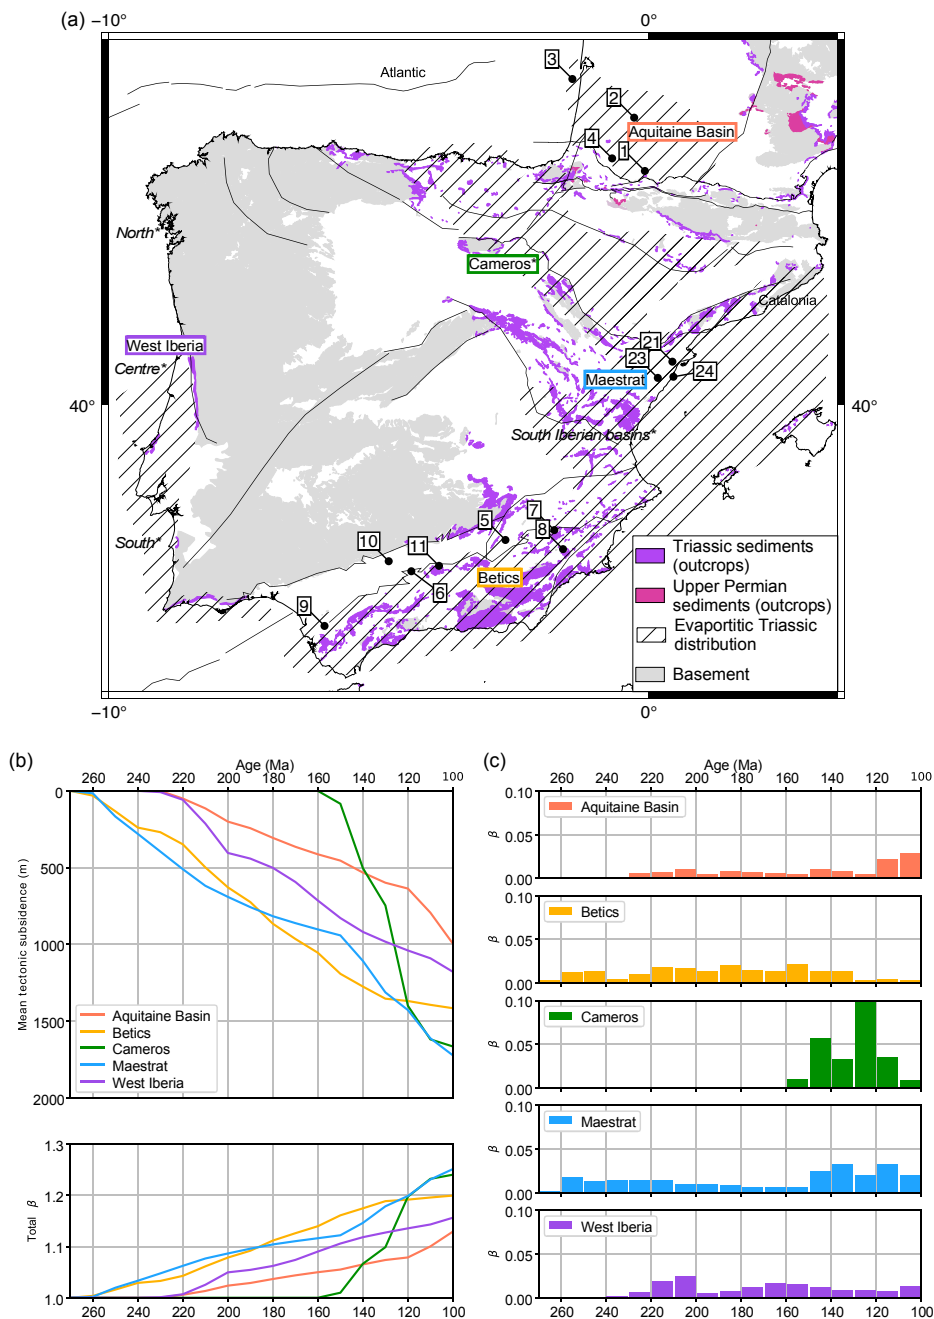 (a)
−10°
0°
3
Atlantic
2
Aquitaine Basin
4
1
North*
Cameros*
Catalonia
West Iberia
21
Centre*
23
24
Maestrat
40°
40°
South Iberian basins*
7
5
8
South*
10
11
Triassic sediments
(outcrops)
Betics
6
Upper Permian
sediments (outcrops)
9
Evaportitic Triassic
distribution
Basement
−10°
0°
(b)
Age (Ma)
260 240 220 200 180 160 140 120 100
0
500
1000
1500
2000
Mean tectonic subsidence (m)
Aquitaine Basin
Betics
Cameros
Maestrat
West Iberia
1.3
1.2
1.1
1.0
Total β
260 240 220 200 180 160 140 120 100
(c)
Age (Ma)
260 240 220 200 180 160 140 120 100
0.10
0.05
0.00
β
Aquitaine Basin
0.10
0.05
0.00
β
Betics
0.10
0.05
0.00
β
Cameros
0.10
0.05
0.00
β
Maestrat
0.10
0.05
0.00
β
West Iberia
260 240 220 200 180 160 140 120 100